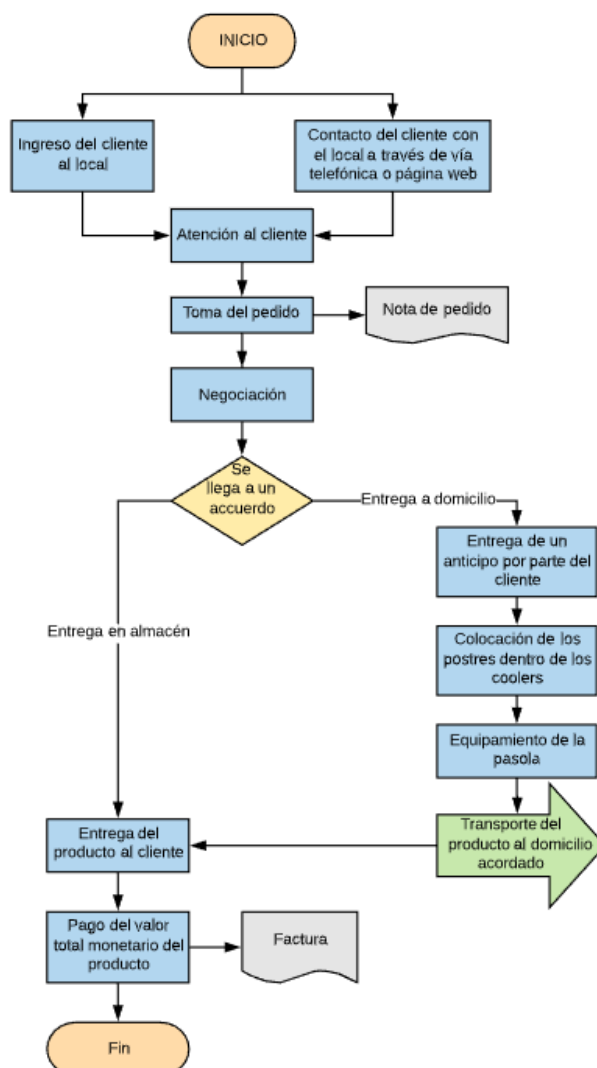 INICIO
Ingreso del cliente
al local
Contacto del cliente con
el local a través de vía
telefónica o página web
Atención al cliente
Toma del pedido
Nota de pedido
Negociación
Se
llega a un
accuerdo
Entrega a domicilio
Entrega de un
anticipo por parte del
cliente
Entrega en almacén
Colocación de los
postres dentro de los
coolers
Equipamiento de la
pasola
Transporte del
producto al domicilio
acordado
Entrega del
producto al cliente
Pago del valor
total monetario del
producto
Factura
Fin